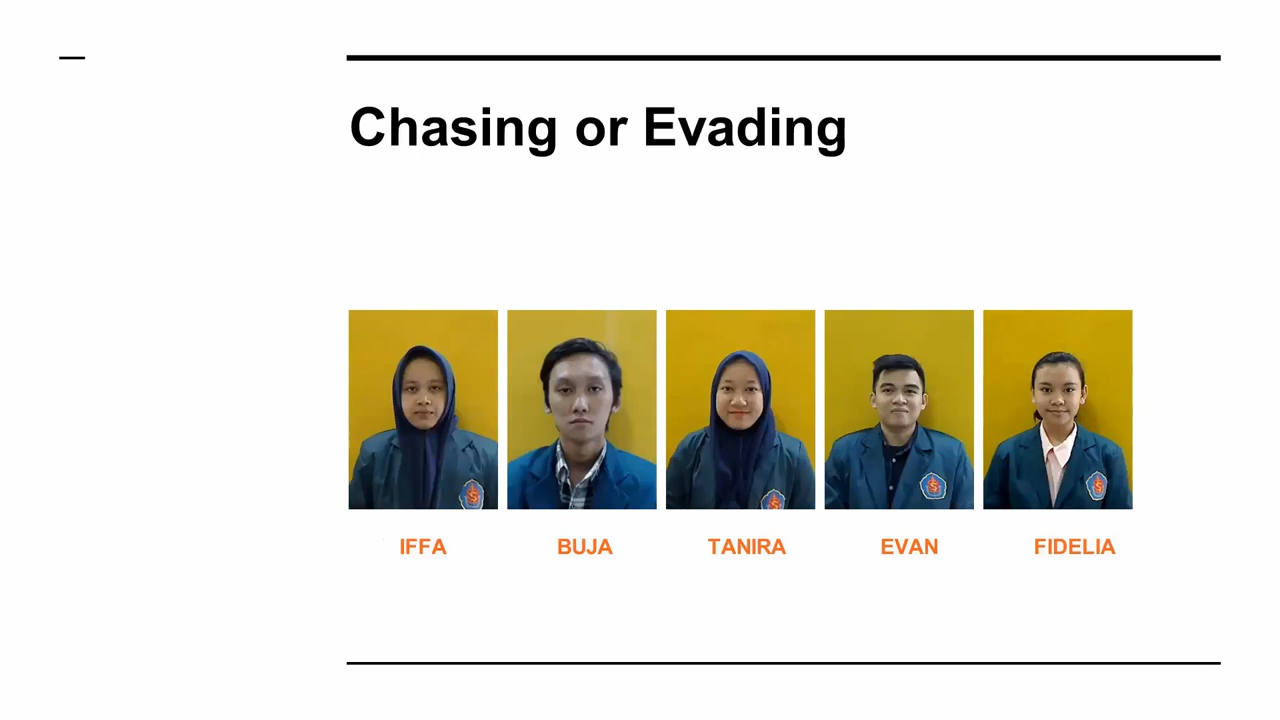 Chasing or Evading
IFFA
BUJA
TANIRA
EVAN
FIDELIA